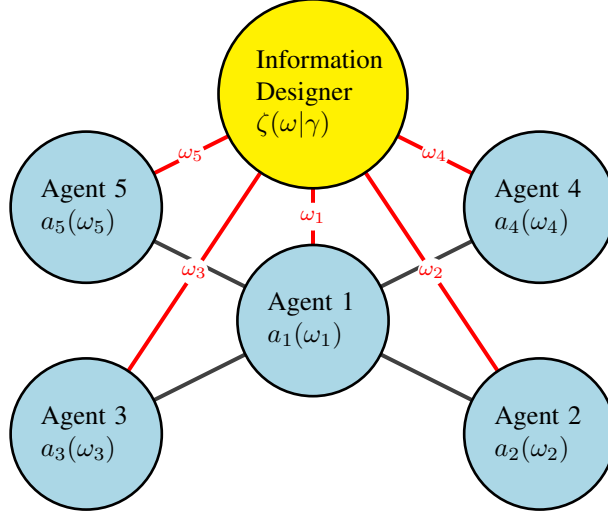 Information
Designer
ζ(ω|γ)
ω₅
ω₄
Agent 5
a₅(ω₅)
ω₁
Agent 4
a₄(ω₄)
ω₃
ω₂
Agent 1
a₁(ω₁)
Agent 3
a₃(ω₃)
Agent 2
a₂(ω₂)